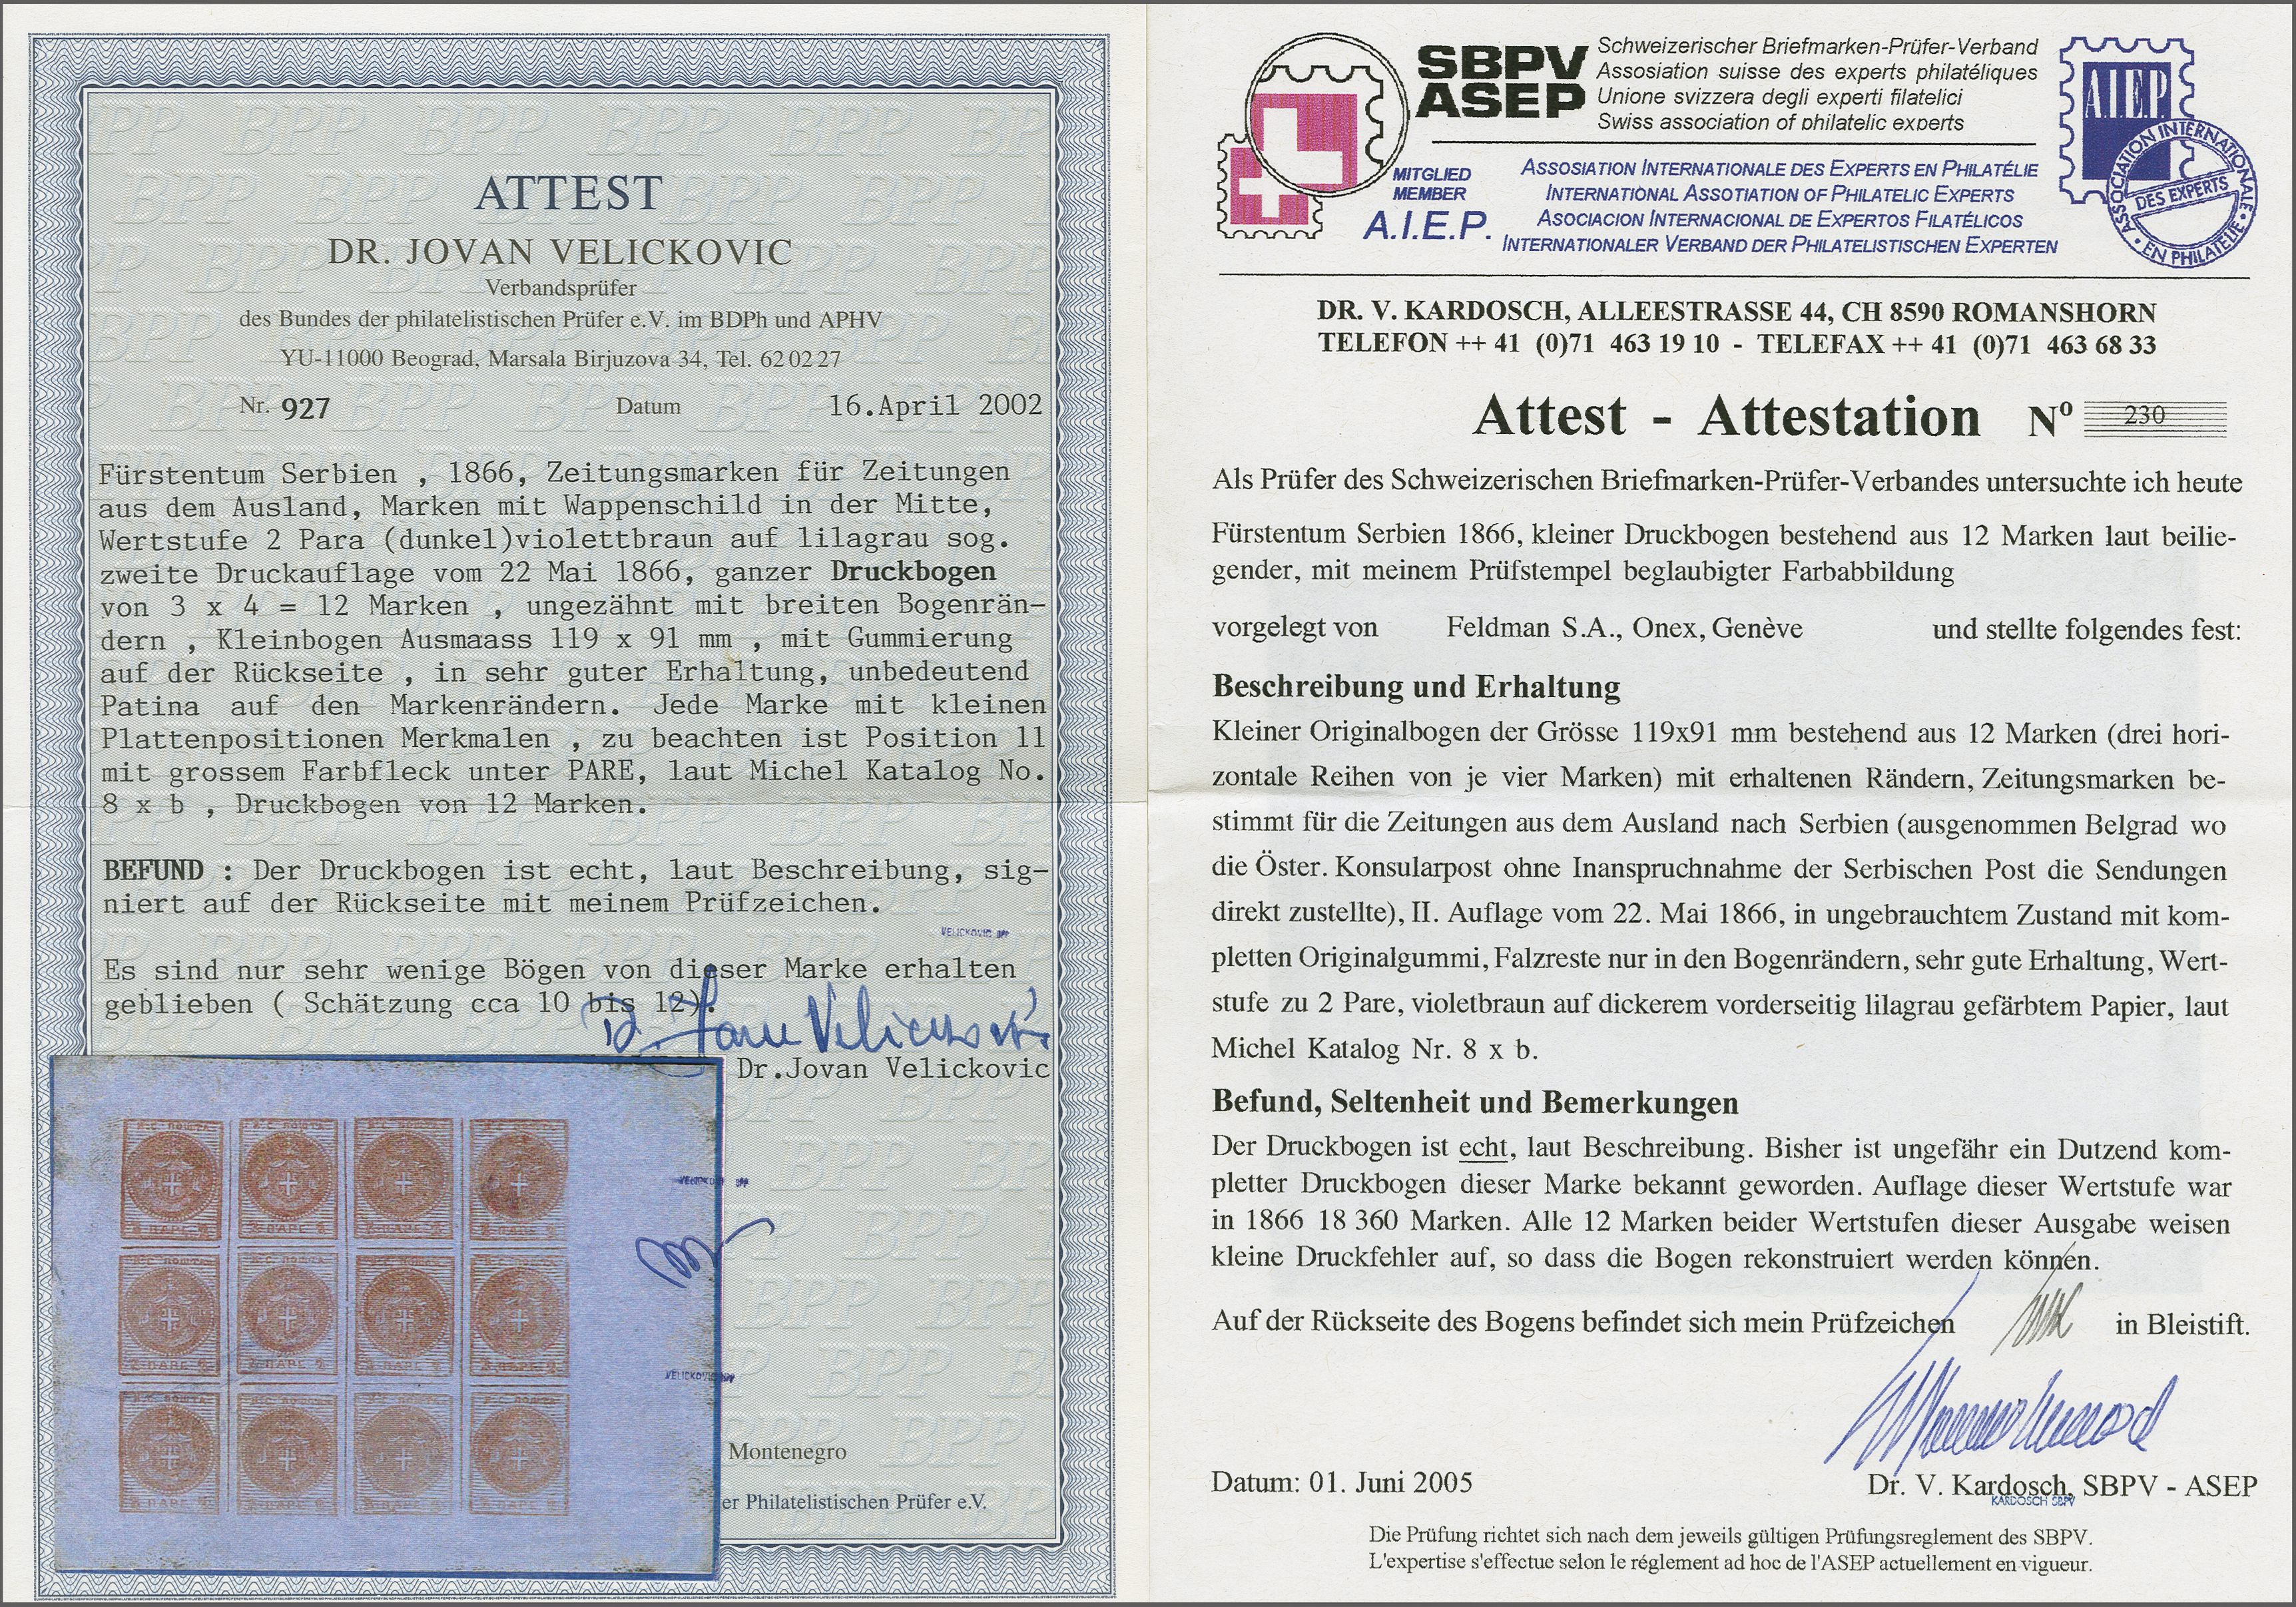 ATTEST
DR. JOVAN VELICKOVIC
Verbandsprüfer
des Bundes der philatelistischen Prüfer e.V. im BDPh und APHV
YU-11000 Beograd, Marsala Birjuzova 34, Tel. 62 02 27
Nr. 927 Datum 16.April 2002
Fürstentum Serbien , 1866, Zeitungsmarken für Zeitungen
aus dem Ausland, Marken mit Wappenschild in der Mitte,
Wertstufe 2 Para (dunkel)violettbraun auf lilagrau sog.
zweite Druckauflage vom 22 Mai 1866, ganzer Druckbogen
von 3 x 4 = 12 Marken , ungezähnt mit breiten Bogenrän-
dern , Kleinbogen Ausmaass 119 x 91 mm , mit Gummierung
auf der Rückseite , in sehr guter Erhaltung, unbedeutend
Patina auf den Markenrändern. Jede Marke mit kleinen
Plattenpositionen Merkmalen , zu beachten ist Position 11
mit grossem Farbfleck unter PARE, laut Michel Katalog No.
8 x b , Druckbogen von 12 Marken.
BEFUND : Der Druckbogen ist echt, laut Beschreibung, sig-
niert auf der Rückseite mit meinem Prüfzeichen.
VELICKOVIC BPP
Es sind nur sehr wenige Bögen von dieser Marke erhalten
geblieben ( Schätzung cca 10 bis 12).
Dr. Jovan Velickovic
Dr.Jovan Velickovic
VELICKOVIC BPP
VELICKOVIC BPP
Montenegro
er Philatelistischen Prüfer e.V.
SBPV
ASEP
Schweizerischer Briefmarken-Prüfer-Verband
Assosiation suisse des experts philatéliques
Unione svizzera degli experti filatelici
Swiss association of philatelic experts
MITGLIED
MEMBER
A.I.E.P.
ASSOSIATION INTERNATIONALE DES EXPERTS EN PHILATÉLIE
INTERNATIONAL ASSOTIATION OF PHILATELIC EXPERTS
ASOCIACION INTERNACIONAL DE EXPERTOS FILATÉLICOS
INTERNATIONALER VERBAND DER PHILATELISTISCHEN EXPERTEN
A.I.E.P.
ASSOCIATION INTERNATIONALE
DES EXPERTS
EN PHILATELIE
DR. V. KARDOSCH, ALLEESTRASSE 44, CH 8590 ROMANSHORN
TELEFON ++ 41 (0)71 463 19 10 - TELEFAX ++ 41 (0)71 463 68 33
Attest - Attestation Nº 230
Als Prüfer des Schweizerischen Briefmarken-Prüfer-Verbandes untersuchte ich heute
Fürstentum Serbien 1866, kleiner Druckbogen bestehend aus 12 Marken laut beilie-
gender, mit meinem Prüfstempel beglaubigter Farbabbildung
vorgelegt von Feldman S.A., Onex, Genève und stellte folgendes fest:
Beschreibung und Erhaltung
Kleiner Originalbogen der Grösse 119x91 mm bestehend aus 12 Marken (drei hori-
zontale Reihen von je vier Marken) mit erhaltenen Rändern, Zeitungsmarken be-
stimmt für die Zeitungen aus dem Ausland nach Serbien (ausgenommen Belgrad wo
die Öster. Konsularpost ohne Inanspruchnahme der Serbischen Post die Sendungen
direkt zustellte), II. Auflage vom 22. Mai 1866, in ungebrauchtem Zustand mit kom-
pletten Originalgummi, Falzreste nur in den Bogenrändern, sehr gute Erhaltung, Wert-
stufe zu 2 Pare, violetbraun auf dickerem vorderseitig lilagrau gefärbtem Papier, laut
Michel Katalog Nr. 8 x b.
Befund, Seltenheit und Bemerkungen
Der Druckbogen ist echt, laut Beschreibung. Bisher ist ungefähr ein Dutzend kom-
pletter Druckbogen dieser Marke bekannt geworden. Auflage dieser Wertstufe war
in 1866 18 360 Marken. Alle 12 Marken beider Wertstufen dieser Ausgabe weisen
kleine Druckfehler auf, so dass die Bogen rekonstruiert werden können.
Auf der Rückseite des Bogens befindet sich mein Prüfzeichen in Bleistift.
Datum: 01. Juni 2005
Dr. V. Kardosch, SBPV - ASEP
KARDOSCH SBPV
Die Prüfung richtet sich nach dem jeweils gültigen Prüfungsreglement des SBPV.
L'expertise s'effectue selon le réglement ad hoc de l'ASEP actuellement en vigueur.